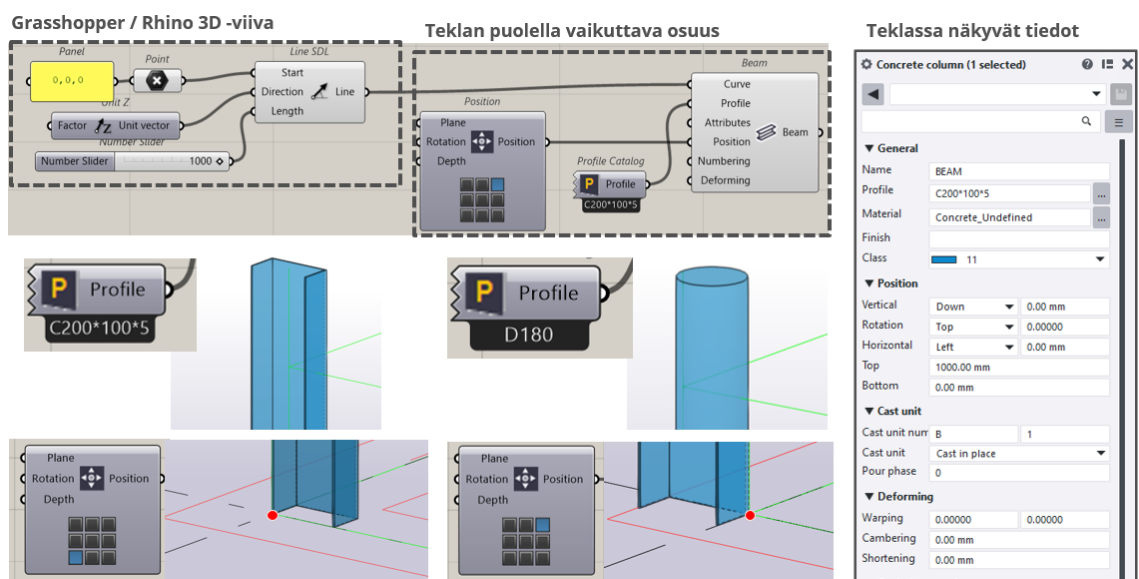 Grasshopper / Rhino 3D -viiva
Panel
0,0,0
Point
Unit Z
Factor
Unit vector
Number Slider
Number Slider
1000
Line SDL
Start
Direction
Length
Line
Teklan puolella vaikuttava osuus
Position
Plane
Rotation
Depth
Position
Profile Catalog
P
Profile
C200*100*5
Beam
Curve
Profile
Attributes
Position
Numbering
Deforming
Beam
P
Profile
C200*100*5
P
Profile
D180
Plane
Rotation
Depth
Position
Plane
Rotation
Depth
Position
Teklassa näkyvät tiedot
Concrete column (1 selected)
General
Name BEAM
Profile C200*100*5 ...
Material Concrete_Undefined ...
Finish
Class 11
Position
Vertical Down 0.00 mm
Rotation Top 0.00000
Horizontal Left 0.00 mm
Top 1000.00 mm
Bottom 0.00 mm
Cast unit
Cast unit num B 1
Cast unit Cast in place
Pour phase 0
Deforming
Warping 0.00000 0.00000
Cambering 0.00 mm
Shortening 0.00 mm